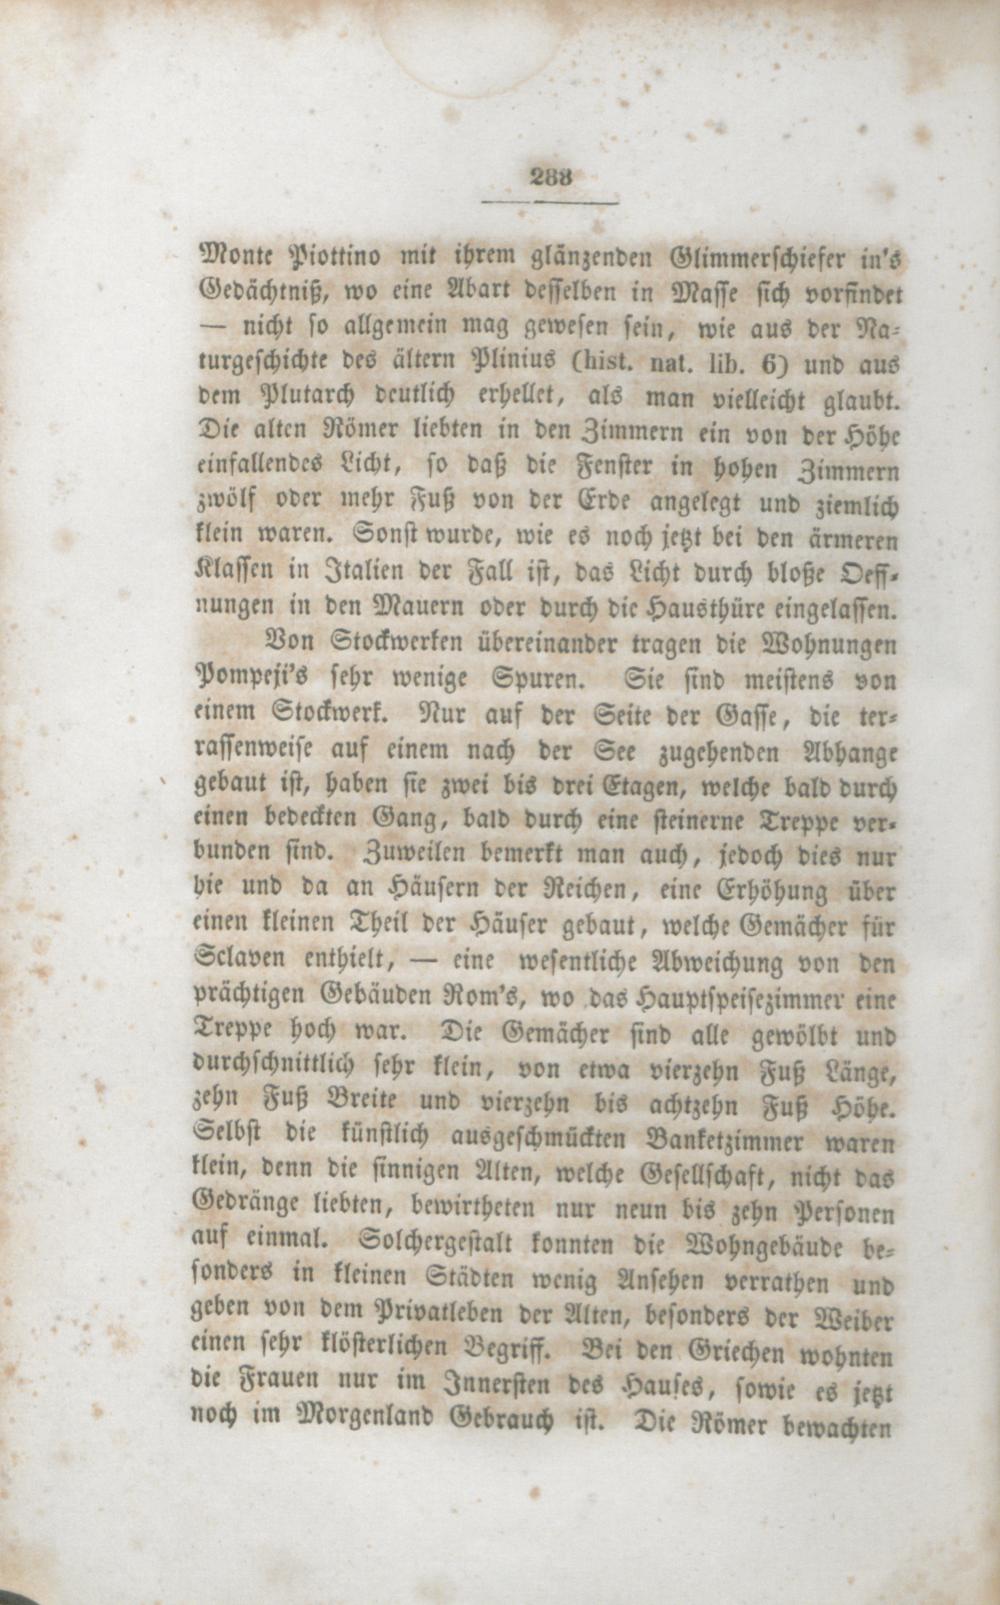 288
Monte Piottino mit ihrem glänzenden Glimmerschiefer in's
Gedächtniß, wo eine Abart desselben in Masse sich vorfindet
— nicht so allgemein mag gewesen sein, wie aus der Na-
turgeschichte des ältern Plinius (hist. nat. lib. 6) und aus
dem Plutarch deutlich erhellet, als man vielleicht glaubt.
Die alten Römer liebten in den Zimmern ein von der Höhe
einfallendes Licht, so daß die Fenster in hohen Zimmern
zwölf oder mehr Fuß von der Erde angelegt und ziemlich
klein waren. Sonst wurde, wie es noch jetzt bei den ärmeren
Klassen in Italien der Fall ist, das Licht durch bloße Oeff-
nungen in den Mauern oder durch die Hausthüre eingelassen.
Von Stockwerken übereinander tragen die Wohnungen
Pompeji's sehr wenige Spuren. Sie sind meistens von
einem Stockwerk. Nur auf der Seite der Gasse, die ter-
rassenweise auf einem nach der See zugehenden Abhange
gebaut ist, haben sie zwei bis drei Etagen, welche bald durch
einen bedeckten Gang, bald durch eine steinerne Treppe ver-
bunden sind. Zuweilen bemerkt man auch, jedoch dies nur
hie und da an Häusern der Reichen, eine Erhöhung über
einen kleinen Theil der Häuser gebaut, welche Gemächer für
Sclaven enthielt, — eine wesentliche Abweichung von den
prächtigen Gebäuden Rom's, wo das Hauptspeisezimmer eine
Treppe hoch war. Die Gemächer sind alle gewölbt und
durchschnittlich sehr klein, von etwa vierzehn Fuß Länge,
zehn Fuß Breite und vierzehn bis achtzehn Fuß Höhe.
Selbst die künstlich ausgeschmückten Banketzimmer waren
klein, denn die sinnigen Alten, welche Gesellschaft, nicht das
Gedränge liebten, bewirtheten nur neun bis zehn Personen
auf einmal. Solchergestalt konnten die Wohngebäude be-
sonders in kleinen Städten wenig Ansehen verrathen und
geben von dem Privatleben der Alten, besonders der Weiber
einen sehr klösterlichen Begriff. Bei den Griechen wohnten
die Frauen nur im Innersten des Hauses, sowie es jetzt
noch im Morgenland Gebrauch ist. Die Römer bewachten